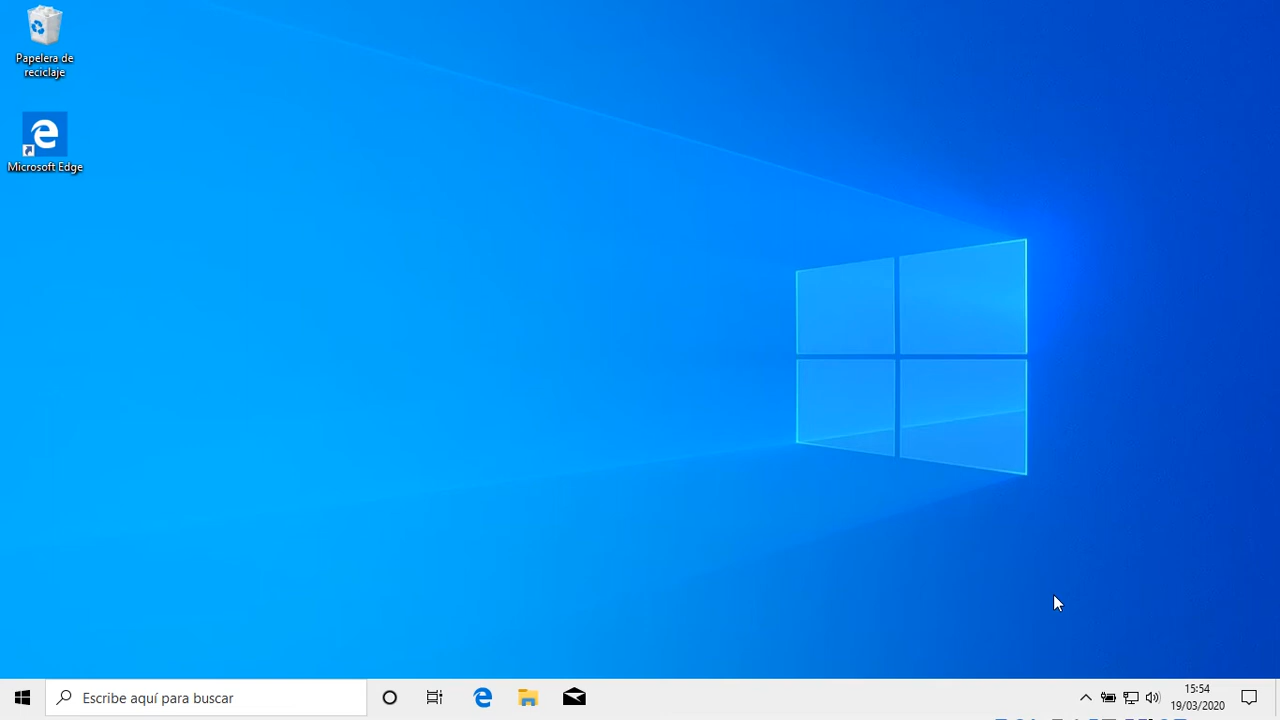 Papelera de
reciclaje
Microsoft Edge
Escribe aquí para buscar
15:54
19/03/2020